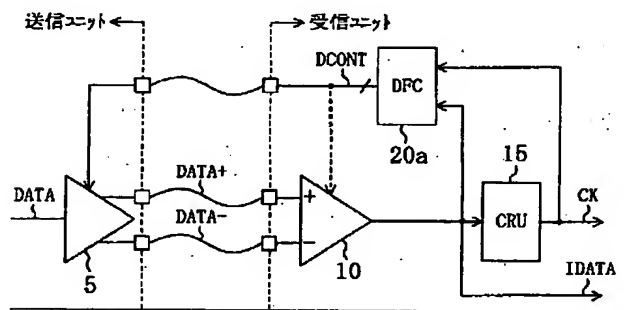 送信ユニット
受信ユニット
DCONT
DFC
20a
15
DATA
DATA+
DATA-
+
-
CRU
CK
5
10
IDATA